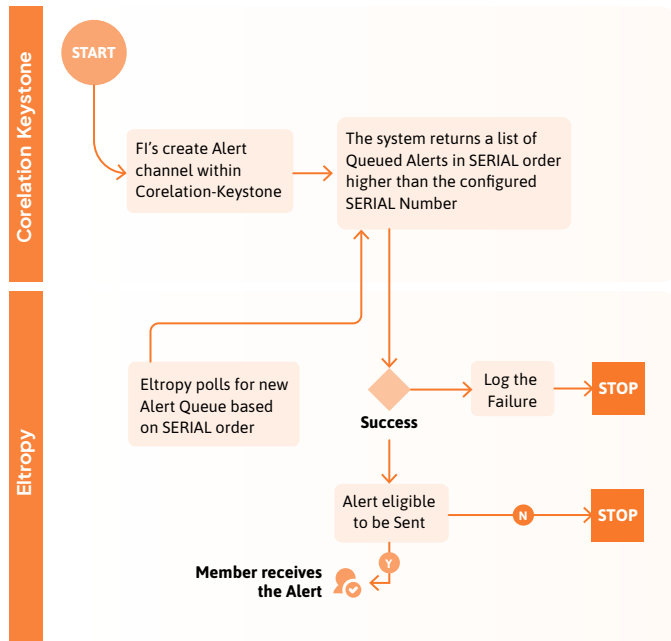 Corelation Keystone
START
FI's create Alert
channel within
Corelation-Keystone
The system returns a list of
Queued Alerts in SERIAL order
higher than the configured
SERIAL Number
Eltropy
Eltropy polls for new
Alert Queue based
on SERIAL order
Success
Log the
Failure
STOP
Alert eligible
to be Sent
N
STOP
Y
Member receives
the Alert